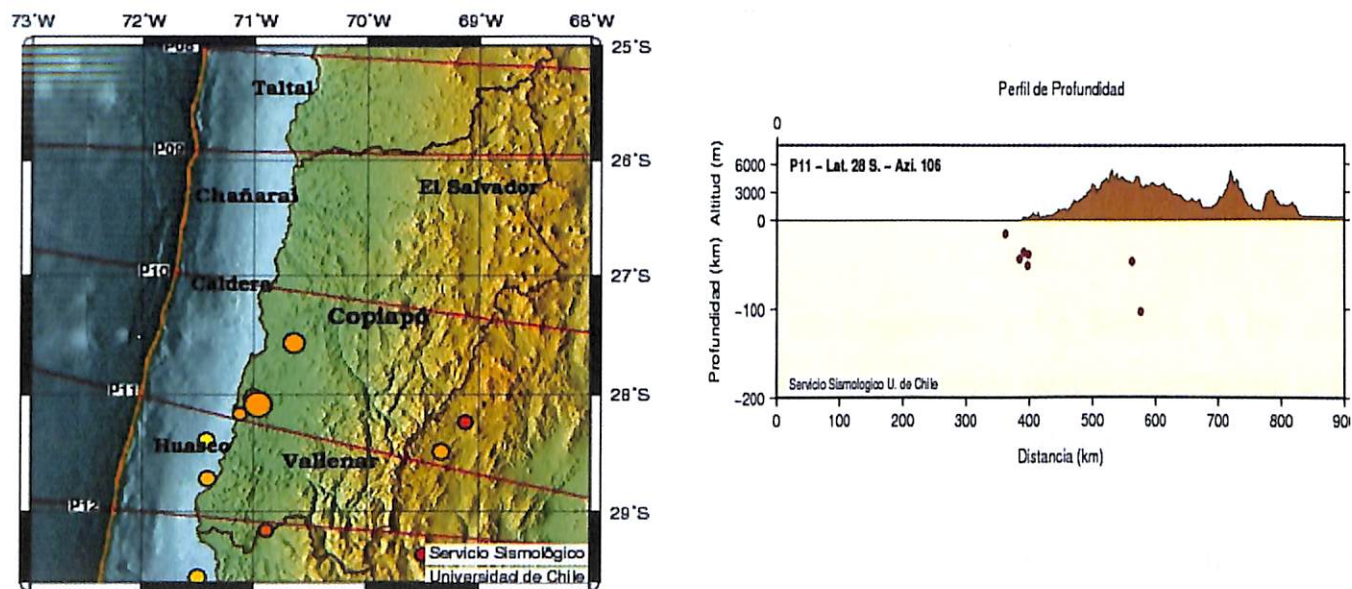 73°W 72°W 71°W 70°W 69°W 68°W
25°S
P08
Taltal
P09
26°S
Chañaral
El Salvador
P10
27°S
Caldera
Copiapó
P11
28°S
Huasco
Vallenar
P12
29°S
Servicio Sismológico
Universidad de Chile
Perfil de Profundidad
0
P11 – Lat. 28 S. – Azi. 106
Altitud (m)
6000
3000
0
Profundidad (km)
−100
−200
Servicio Sismologico U. de Chile
0 100 200 300 400 500 600 700 800 90
Distancia (km)